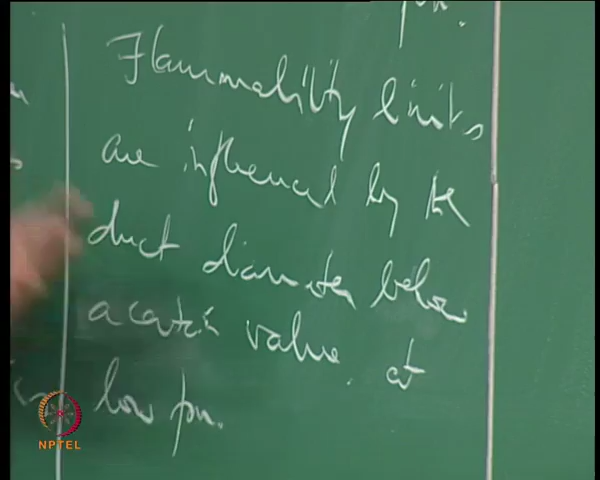 Flammability limits
are influenced by the
duct diameter below
a certain value. at
low pr.
NPTEL